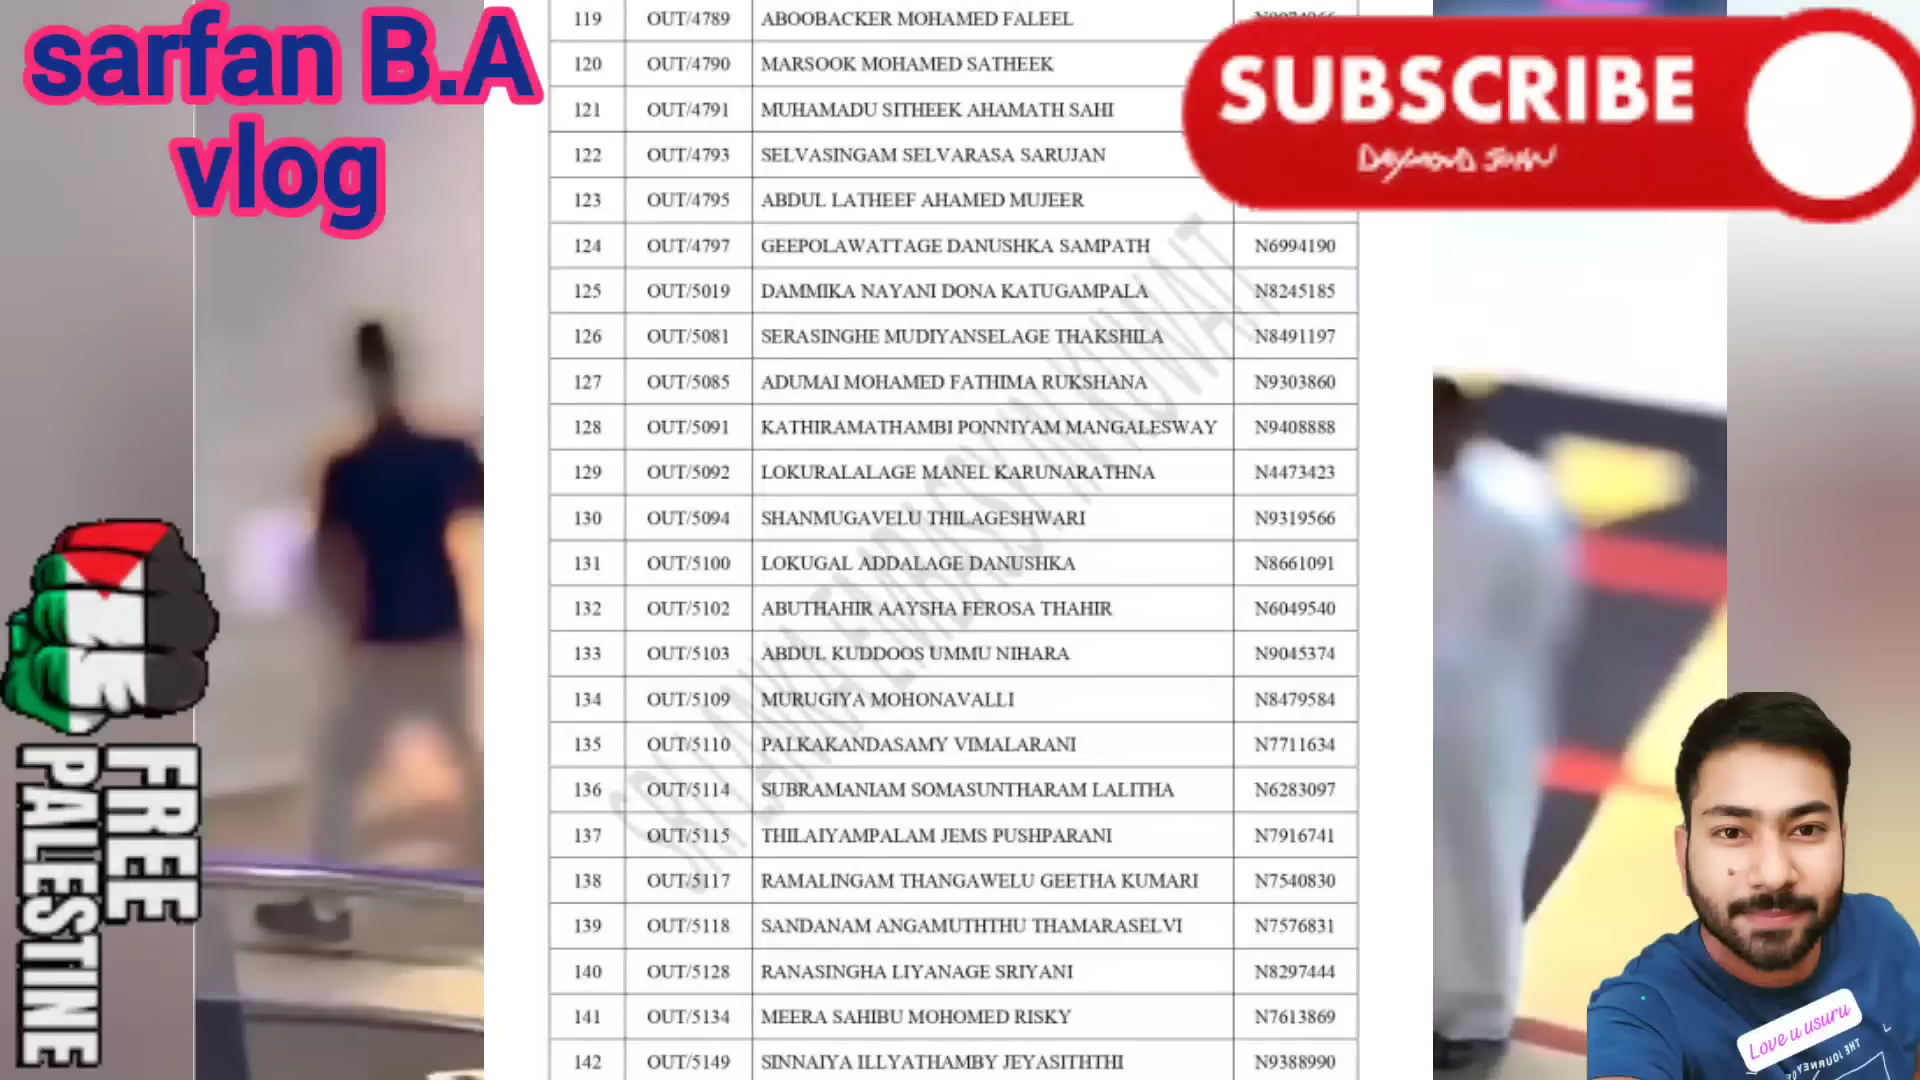 sarfan B.A
vlog
119 OUT/4789 ABOOBACKER MOHAMED FALEEL
120 OUT/4790 MARSOOK MOHAMED SATHEEK
121 OUT/4791 MUHAMADU SITHEEK AHAMATH SAHI
122 OUT/4793 SELVASINGAM SELVARASA SARUJAN
123 OUT/4795 ABDUL LATHEEF AHAMED MUJEER
124 OUT/4797 GEEPOLAWATTAGE DANUSHKA SAMPATH N6994190
125 OUT/5019 DAMMIKA NAYANI DONA KATUGAMPALA N8245185
126 OUT/5081 SERASINGHE MUDIYANSELAGE THAKSHILA N8491197
127 OUT/5085 ADUMAI MOHAMED FATHIMA RUKSHANA N9303860
128 OUT/5091 KATHIRAMATHAMBI PONNIYAM MANGALESWAY N9408888
129 OUT/5092 LOKURALALAGE MANEL KARUNARATHNA N4473423
130 OUT/5094 SHANMUGAVELU THILAGESHWARI N9319566
131 OUT/5100 LOKUGAL ADDALAGE DANUSHKA N8661091
132 OUT/5102 ABUTHAHIR AAYSHA FEROSA THAHIR N6049540
133 OUT/5103 ABDUL KUDDOOS UMMU NIHARA N9045374
134 OUT/5109 MURUGIYA MOHONAVALLI N8479584
135 OUT/5110 PALKAKANDASAMY VIMALARANI N7711634
136 OUT/5114 SUBRAMANIAM SOMASUNTHARAM LALITHA N6283097
137 OUT/5115 THILAIYAMPALAM JEMS PUSHPARANI N7916741
138 OUT/5117 RAMALINGAM THANGAWELU GEETHA KUMARI N7540830
139 OUT/5118 SANDANAM ANGAMUTHTHU THAMARASELVI N7576831
140 OUT/5128 RANASINGHA LIYANAGE SRIYANI N8297444
141 OUT/5134 MEERA SAHIBU MOHOMED RISKY N7613869
142 OUT/5149 SINNAIYA ILLYATHAMBY JEYASITHTHI N9388990
SRI LANKA EMBASSY IN KUWAIT
SUBSCRIBE
FREE
PALESTINE
Love u usuru
THE JOURNEY